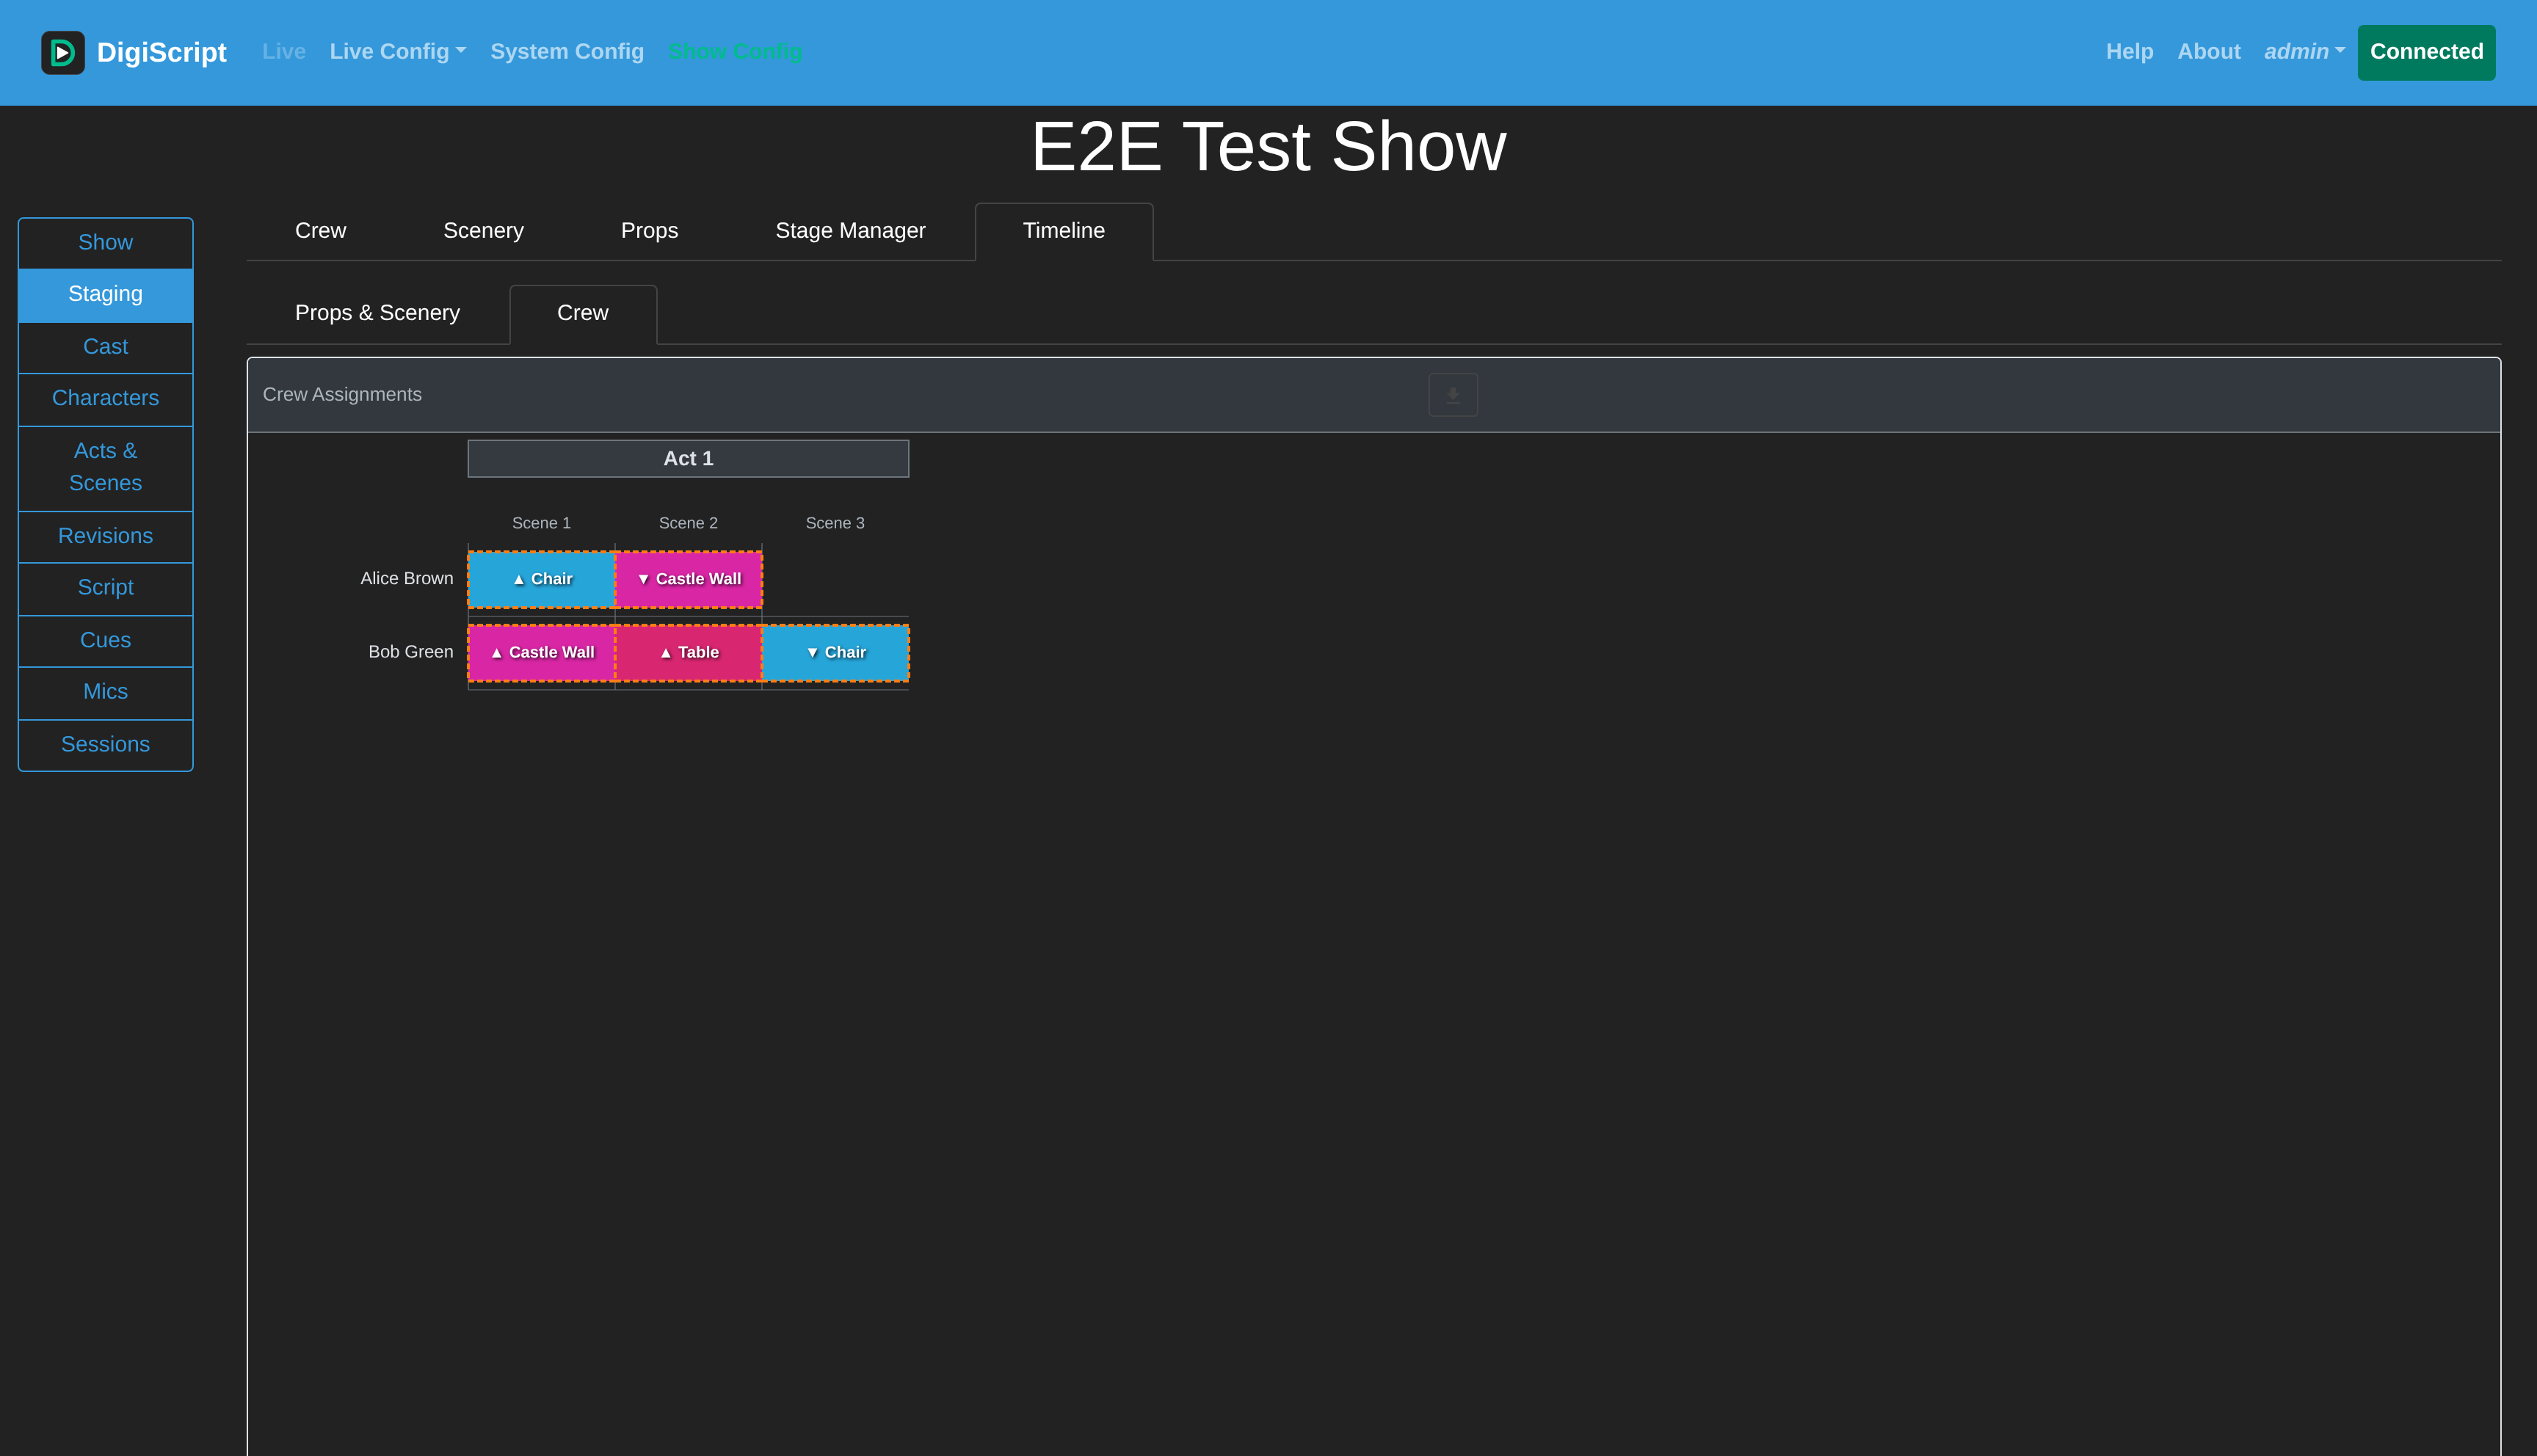 DigiScript Live Live Config System Config Show Config Help About admin Connected
E2E Test Show
Show
Staging
Cast
Characters
Acts &
Scenes
Revisions
Script
Cues
Mics
Sessions
Crew Scenery Props Stage Manager Timeline
Props & Scenery Crew
Crew Assignments
Act 1
Scene 1 Scene 2 Scene 3
Alice Brown ▲ Chair ▼ Castle Wall
Bob Green ▲ Castle Wall ▲ Table ▼ Chair